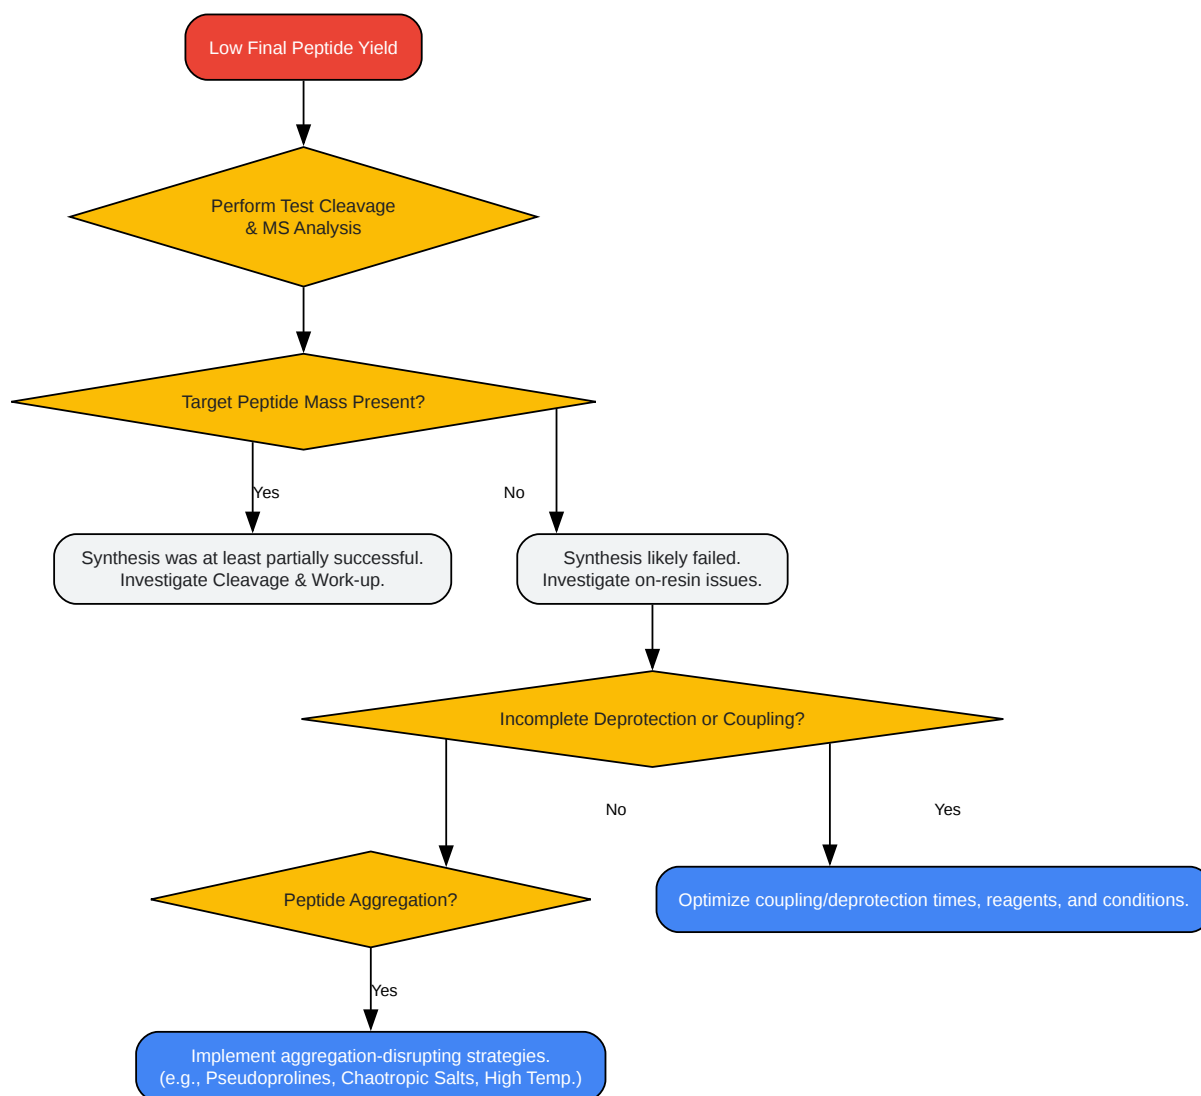 Low Final Peptide Yield
Perform Test Cleavage
& MS Analysis
Target Peptide Mass Present?
Yes
No
Synthesis was at least partially successful.
Investigate Cleavage & Work-up.
Synthesis likely failed.
Investigate on-resin issues.
Incomplete Deprotection or Coupling?
No
Yes
Peptide Aggregation?
Optimize coupling/deprotection times, reagents, and conditions.
Yes
Implement aggregation-disrupting strategies.
(e.g., Pseudoprolines, Chaotropic Salts, High Temp.)